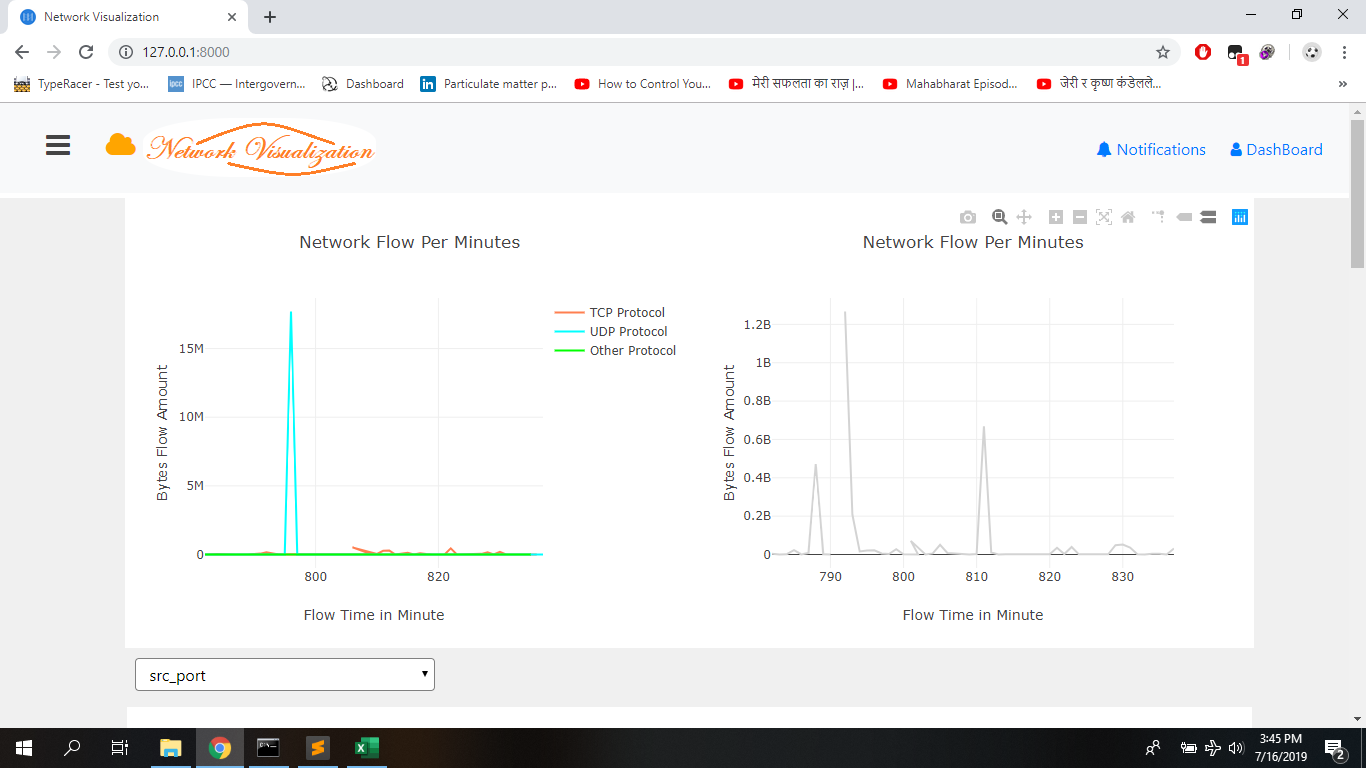 Network Visualization
127.0.0.1:8000
TypeRacer - Test yo...
IPCC — Intergovern...
Dashboard
Particulate matter p...
How to Control You...
मेरी सफलता का राज़ |...
Mahabharat Episod...
जेरी र कृष्ण कंडेलले...
»
1
ipcc
in
Network Visualization
Notifications
DashBoard
Network Flow Per Minutes
Bytes Flow Amount
15M
10M
5M
0
800
820
Flow Time in Minute
TCP Protocol
UDP Protocol
Other Protocol
Network Flow Per Minutes
Bytes Flow Amount
1.2B
1B
0.8B
0.6B
0.4B
0.2B
0
790
800
810
820
830
Flow Time in Minute
src_port
3:45 PM
7/16/2019
2